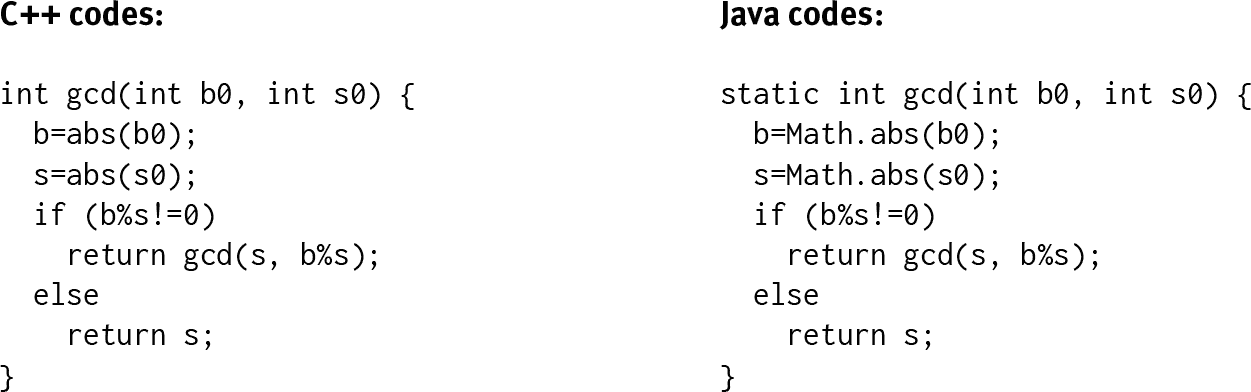 C++ codes:
int gcd(int b0, int s0) {
  b=abs(b0);
  s=abs(s0);
  if (b%s!=0)
    return gcd(s, b%s);
  else
    return s;
}
Java codes:
static int gcd(int b0, int s0) {
  b=Math.abs(b0);
  s=Math.abs(s0);
  if (b%s!=0)
    return gcd(s, b%s);
  else
    return s;
}